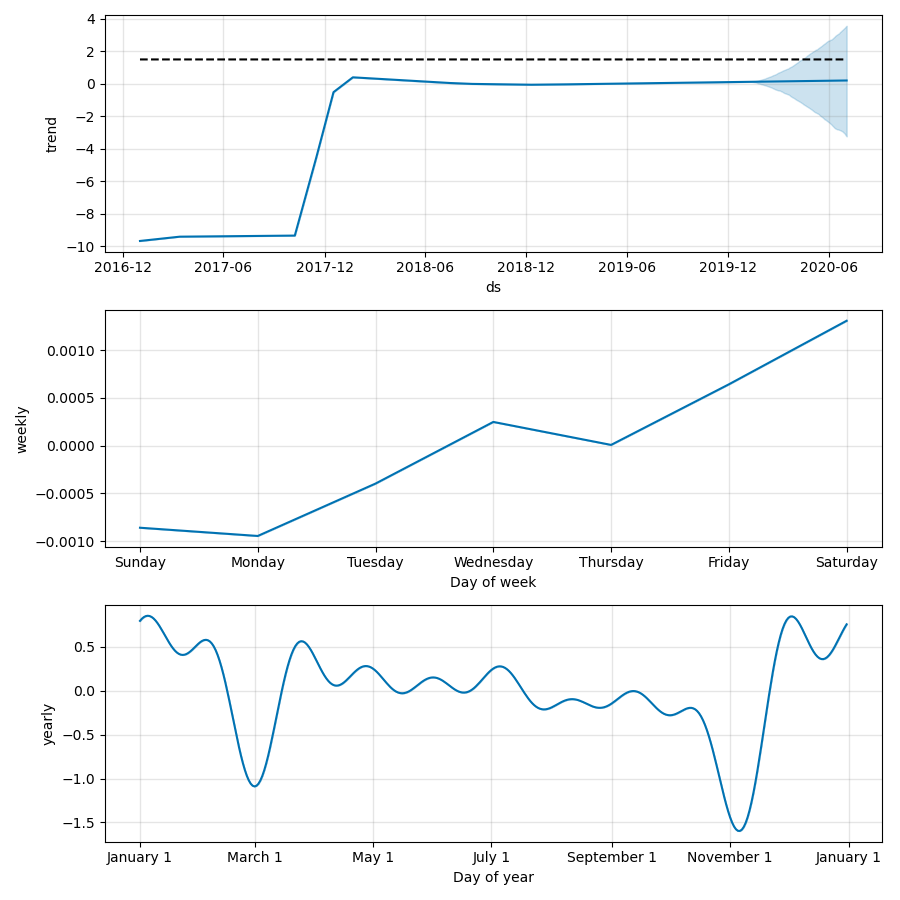 4
2
0
−2
−4
−6
−8
−10
trend
2016-12 2017-06 2017-12 2018-06 2018-12 2019-06 2019-12 2020-06
ds
0.0010
0.0005
0.0000
−0.0005
−0.0010
weekly
Sunday Monday Tuesday Wednesday Thursday Friday Saturday
Day of week
0.5
0.0
−0.5
−1.0
−1.5
yearly
January 1 March 1 May 1 July 1 September 1 November 1 January 1
Day of year